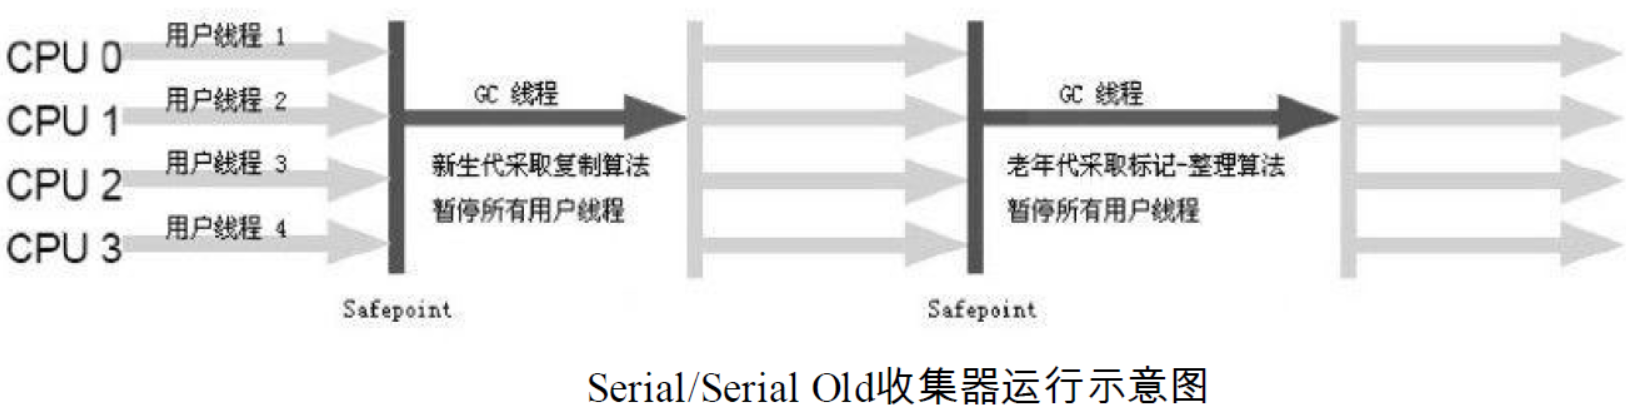 CPU 0
用户线程 1
CPU 1
用户线程 2
CPU 2
用户线程 3
CPU 3
用户线程 4
GC 线程
新生代采取复制算法
暂停所有用户线程
GC 线程
老年代采取标记-整理算法
暂停所有用户线程
Safepoint
Safepoint
Serial/Serial Old收集器运行示意图